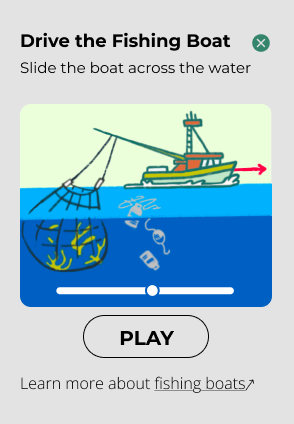 Drive the Fishing Boat
Slide the boat across the water
PLAY
Learn more about fishing boats↗